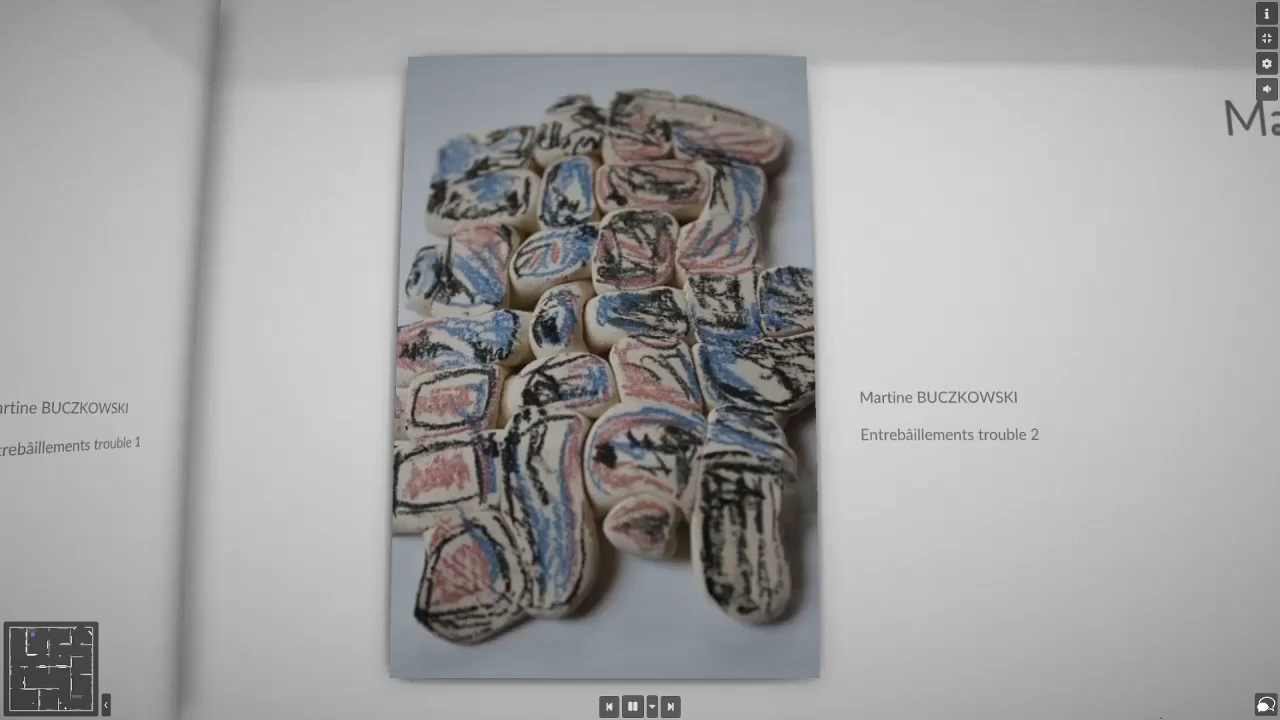 Ma
artine BUCZKOWSKI
trebâillements trouble 1
Martine BUCZKOWSKI
Entrebâillements trouble 2